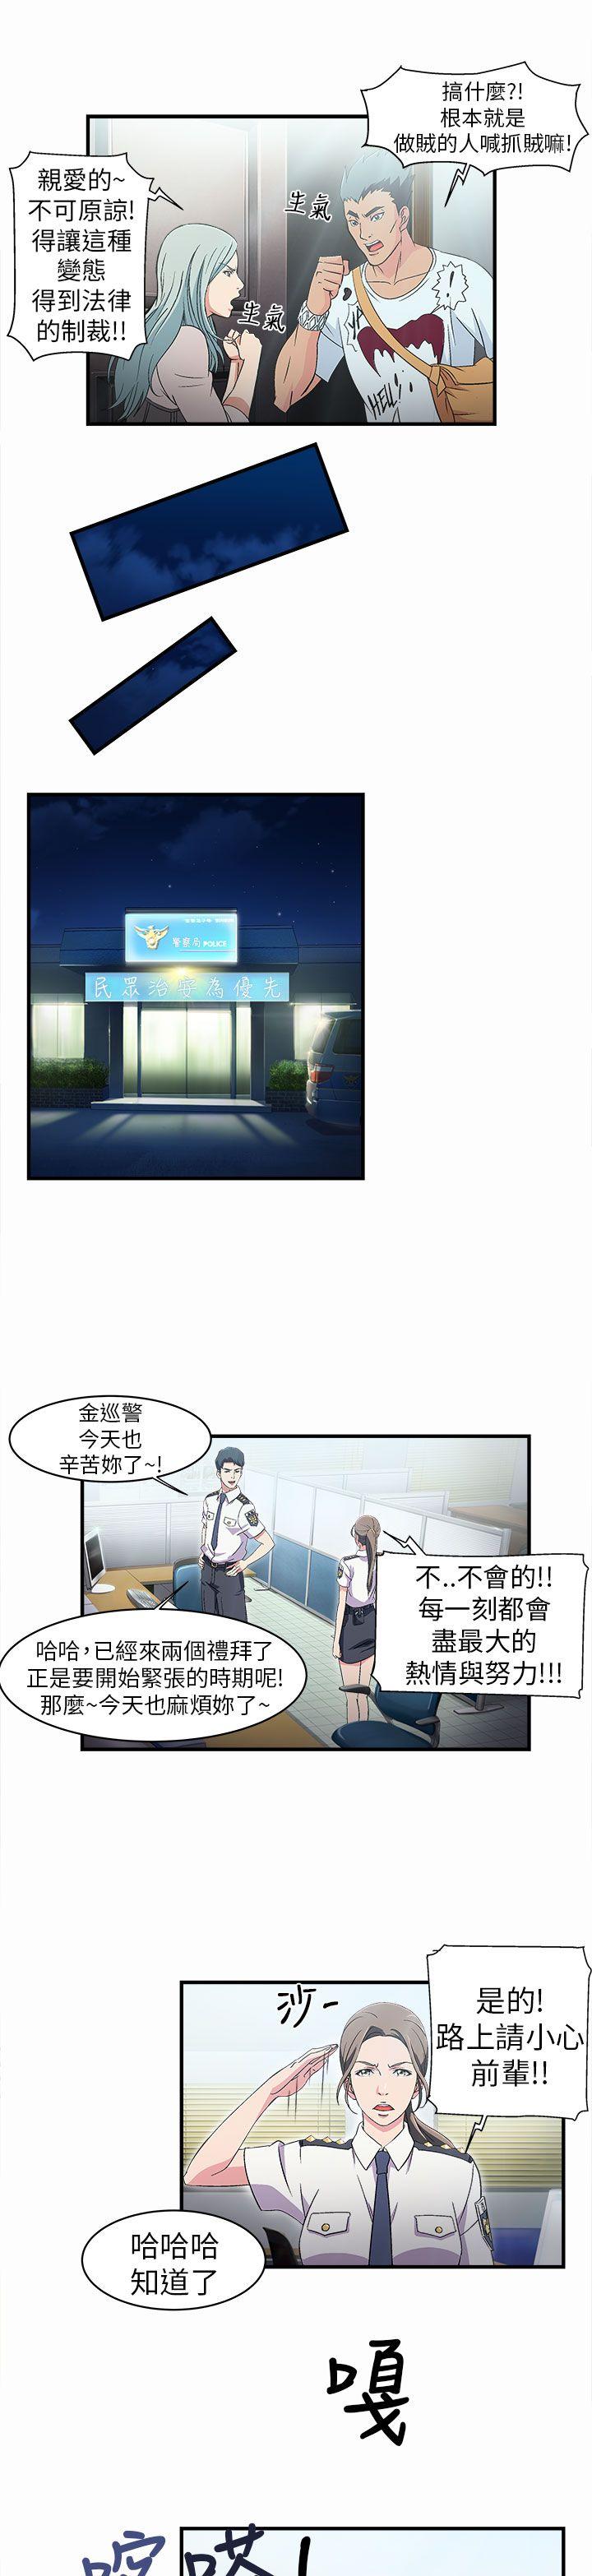 搞什麼?!
根本就是
做賊的人喊抓賊嘛!
親愛的~
不可原諒!
得讓這種
變態
得到法律
的制裁!!
生氣
生氣
HELL!
警察局 POLICE
民眾治安為優先
金巡警
今天也
辛苦妳了~!
不..不會的!!
每一刻都會
盡最大的
熱情與努力!!!
哈哈，已經來兩個禮拜了
正是要開始緊張的時期呢!
那麼~今天也麻煩妳了~
沙-
是的!
路上請小心
前輩!!
哈哈哈
知道了
嘎